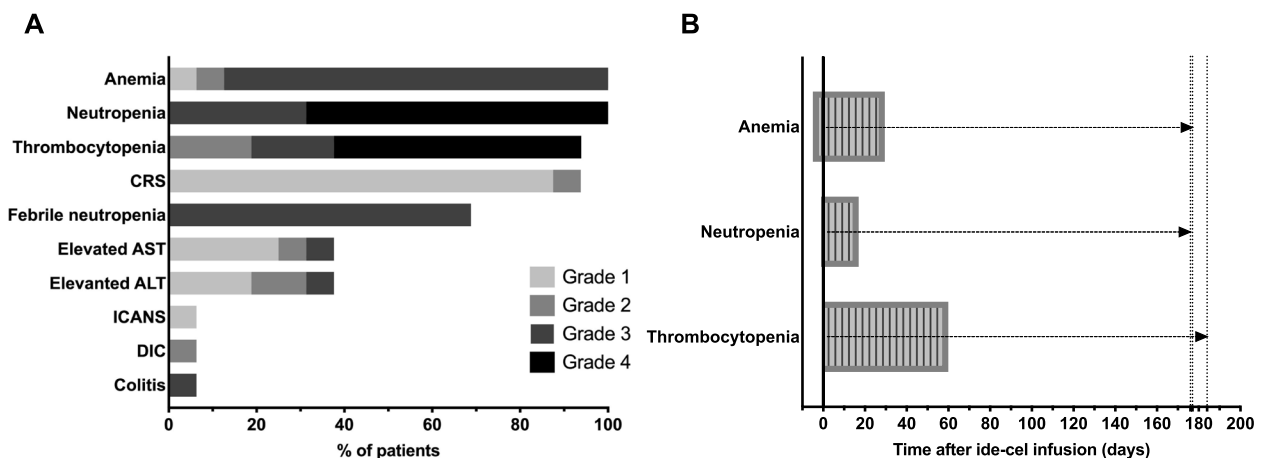 A
Anemia
Neutropenia
Thrombocytopenia
CRS
Febrile neutropenia
Elevated AST
Elevanted ALT
ICANS
DIC
Colitis
Grade 1
Grade 2
Grade 3
Grade 4
0 20 40 60 80 100
% of patients
B
Anemia
Neutropenia
Thrombocytopenia
0 20 40 60 80 100 120 140 160 180 200
Time after ide-cel infusion (days)